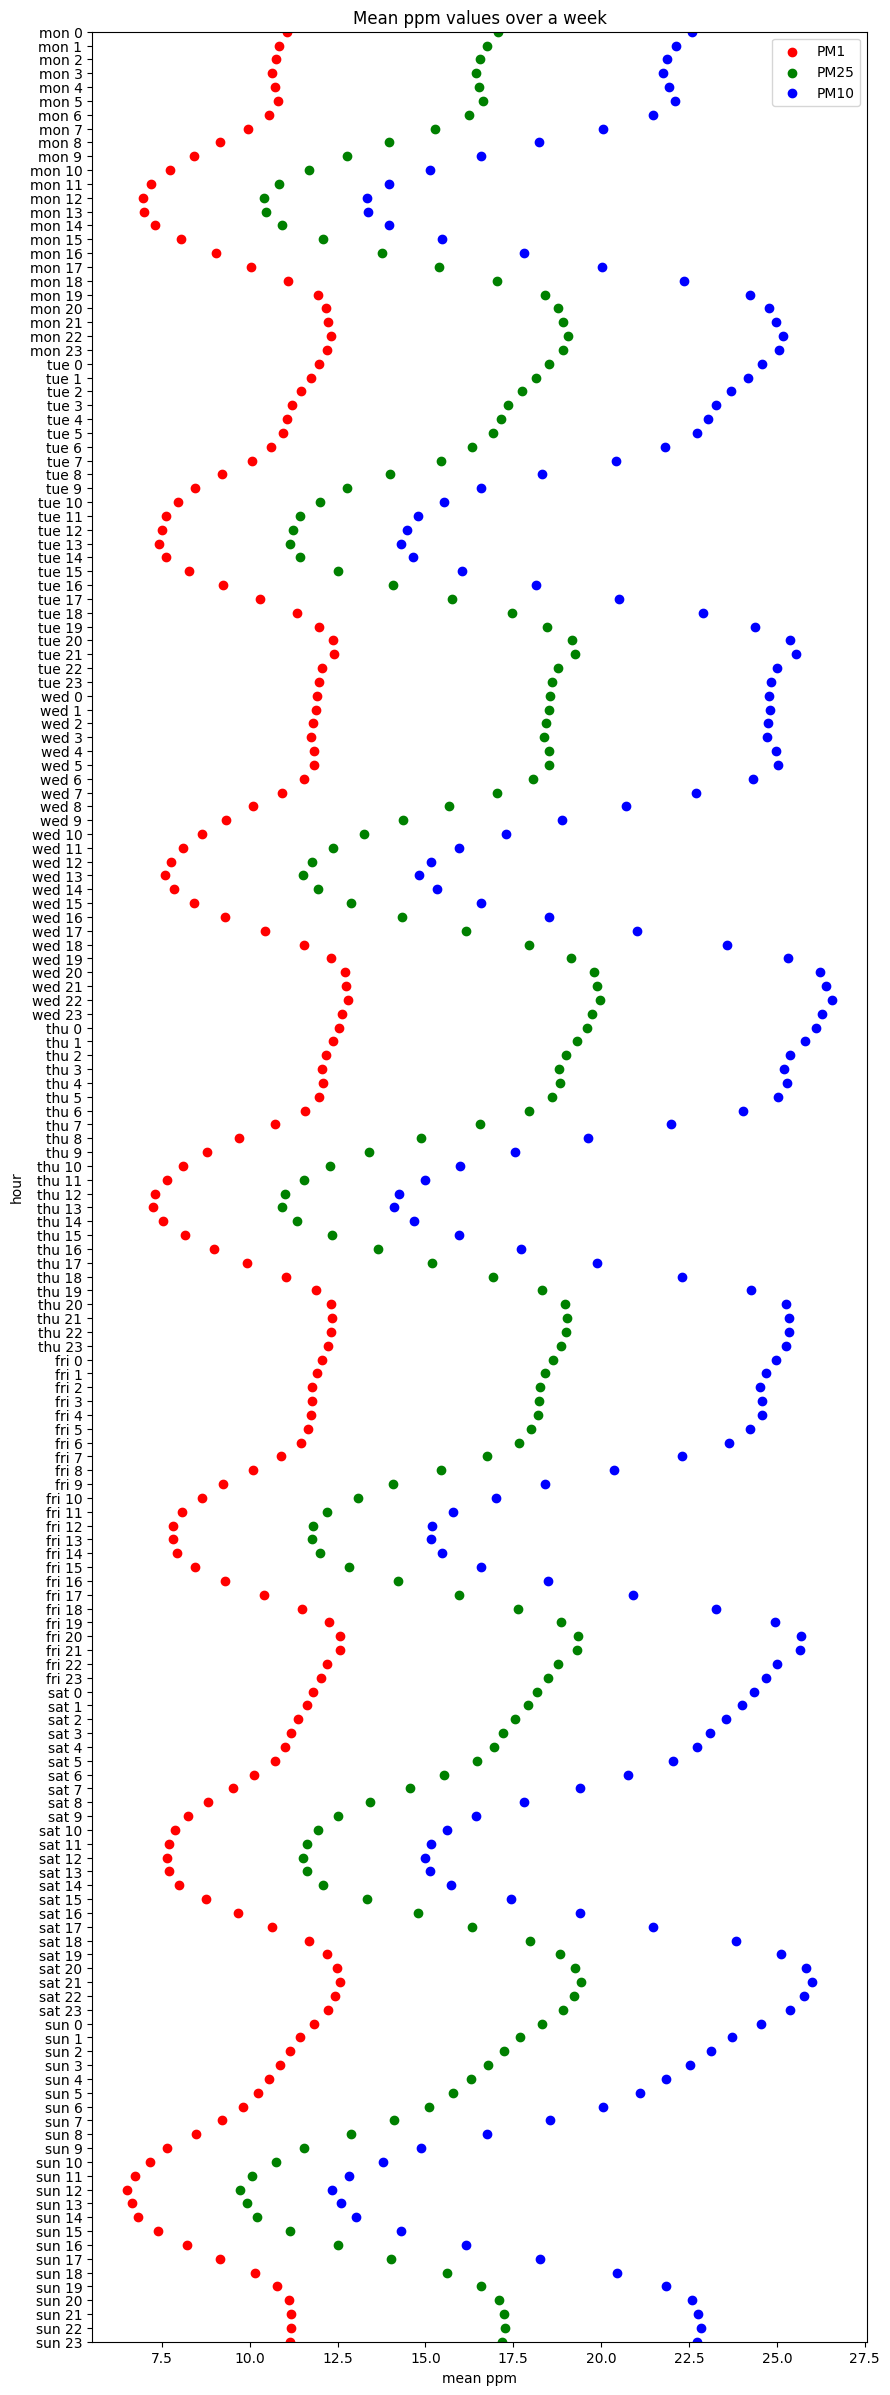 Mean ppm values over a week
PM1
PM25
PM10
mon 0
mon 1
mon 2
mon 3
mon 4
mon 5
mon 6
mon 7
mon 8
mon 9
mon 10
mon 11
mon 12
mon 13
mon 14
mon 15
mon 16
mon 17
mon 18
mon 19
mon 20
mon 21
mon 22
mon 23
tue 0
tue 1
tue 2
tue 3
tue 4
tue 5
tue 6
tue 7
tue 8
tue 9
tue 10
tue 11
tue 12
tue 13
tue 14
tue 15
tue 16
tue 17
tue 18
tue 19
tue 20
tue 21
tue 22
tue 23
wed 0
wed 1
wed 2
wed 3
wed 4
wed 5
wed 6
wed 7
wed 8
wed 9
wed 10
wed 11
wed 12
wed 13
wed 14
wed 15
wed 16
wed 17
wed 18
wed 19
wed 20
wed 21
wed 22
wed 23
thu 0
thu 1
thu 2
thu 3
thu 4
thu 5
thu 6
thu 7
thu 8
thu 9
thu 10
thu 11
thu 12
thu 13
thu 14
thu 15
thu 16
thu 17
thu 18
thu 19
thu 20
thu 21
thu 22
thu 23
fri 0
fri 1
fri 2
fri 3
fri 4
fri 5
fri 6
fri 7
fri 8
fri 9
fri 10
fri 11
fri 12
fri 13
fri 14
fri 15
fri 16
fri 17
fri 18
fri 19
fri 20
fri 21
fri 22
fri 23
sat 0
sat 1
sat 2
sat 3
sat 4
sat 5
sat 6
sat 7
sat 8
sat 9
sat 10
sat 11
sat 12
sat 13
sat 14
sat 15
sat 16
sat 17
sat 18
sat 19
sat 20
sat 21
sat 22
sat 23
sun 0
sun 1
sun 2
sun 3
sun 4
sun 5
sun 6
sun 7
sun 8
sun 9
sun 10
sun 11
sun 12
sun 13
sun 14
sun 15
sun 16
sun 17
sun 18
sun 19
sun 20
sun 21
sun 22
sun 23
hour
7.5 10.0 12.5 15.0 17.5 20.0 22.5 25.0 27.5
mean ppm